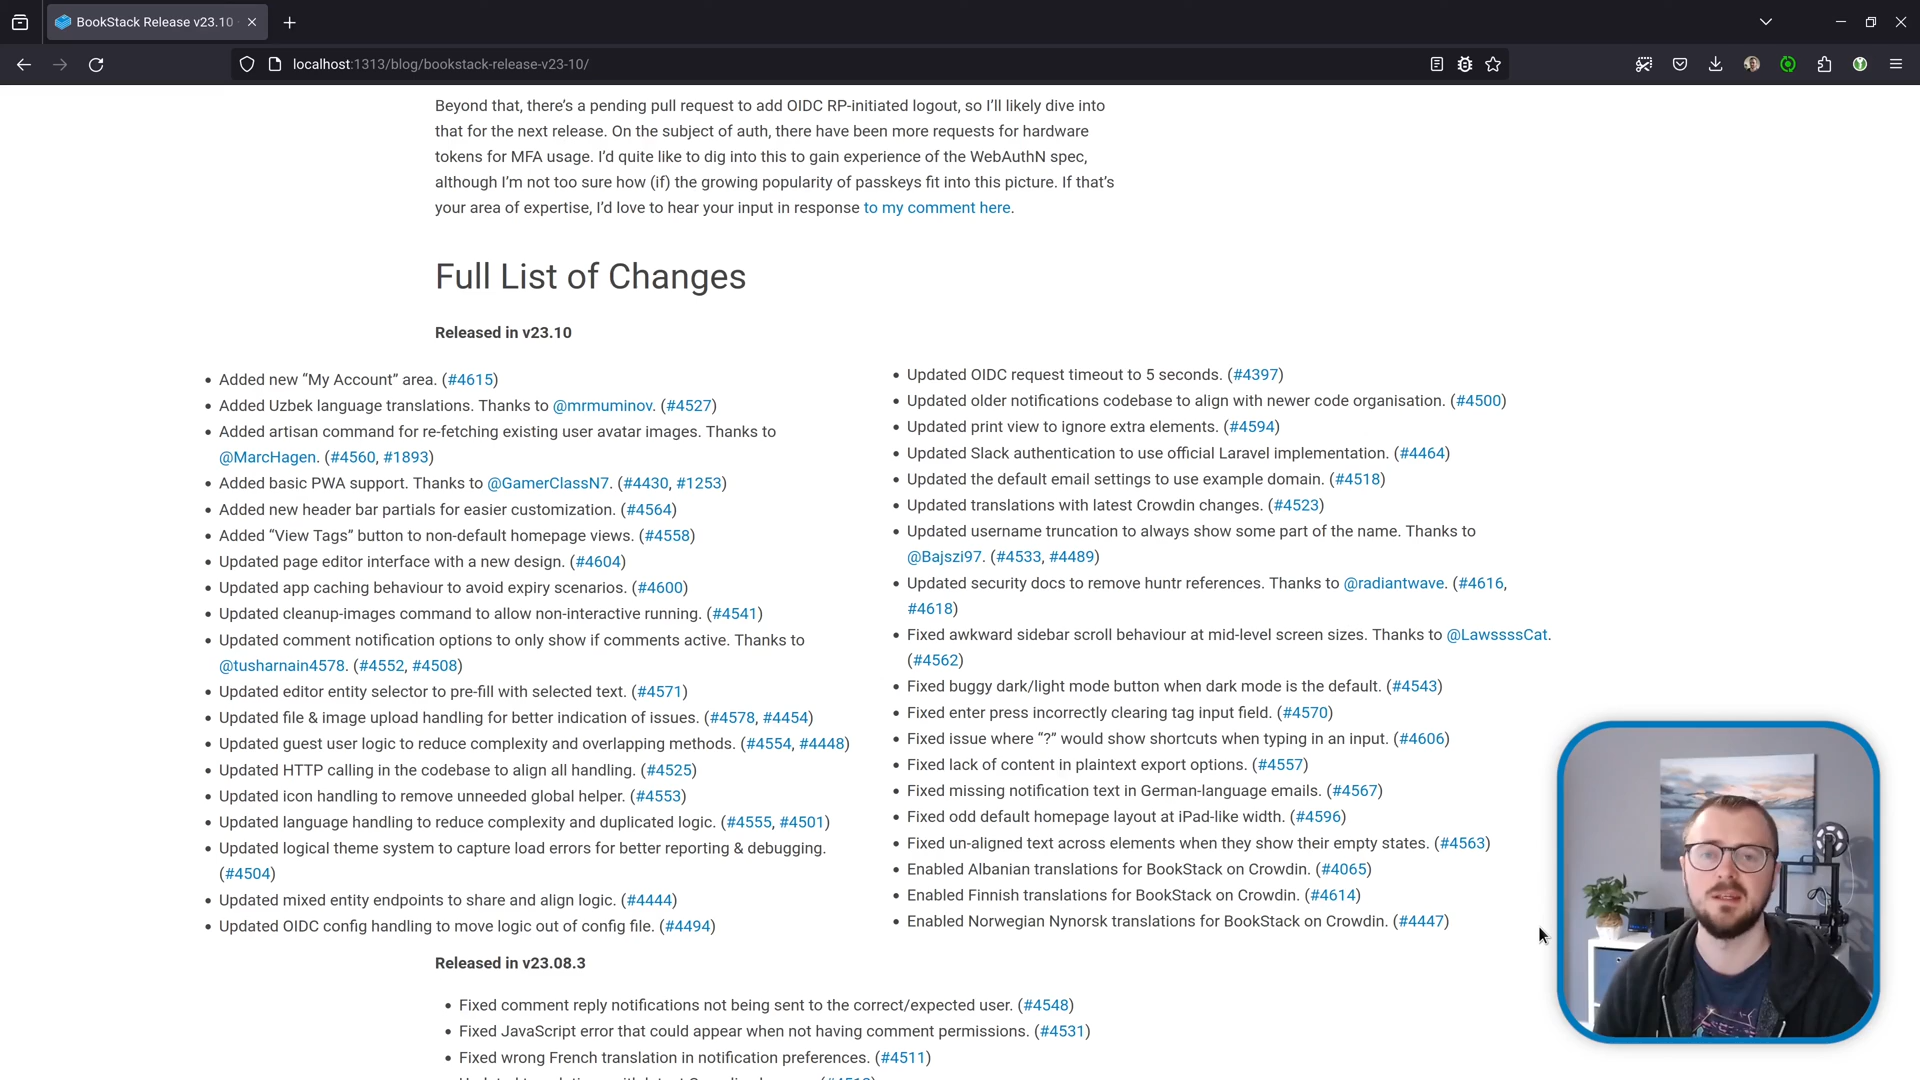 BookStack Release v23.10
localhost:1313/blog/bookstack-release-v23-10/
Beyond that, there's a pending pull request to add OIDC RP-initiated logout, so I'll likely dive into
that for the next release. On the subject of auth, there have been more requests for hardware
tokens for MFA usage. I'd quite like to dig into this to gain experience of the WebAuthN spec,
although I'm not too sure how (if) the growing popularity of passkeys fit into this picture. If that's
your area of expertise, I'd love to hear your input in response to my comment here.
Full List of Changes
Released in v23.10
Added new “My Account” area. (#4615)
Added Uzbek language translations. Thanks to @mrmuminov. (#4527)
Added artisan command for re-fetching existing user avatar images. Thanks to
@MarcHagen. (#4560, #1893)
Added basic PWA support. Thanks to @GamerClassN7. (#4430, #1253)
Added new header bar partials for easier customization. (#4564)
Added “View Tags” button to non-default homepage views. (#4558)
Updated page editor interface with a new design. (#4604)
Updated app caching behaviour to avoid expiry scenarios. (#4600)
Updated cleanup-images command to allow non-interactive running. (#4541)
Updated comment notification options to only show if comments active. Thanks to
@tusharnain4578. (#4552, #4508)
Updated editor entity selector to pre-fill with selected text. (#4571)
Updated file & image upload handling for better indication of issues. (#4578, #4454)
Updated guest user logic to reduce complexity and overlapping methods. (#4554, #4448)
Updated HTTP calling in the codebase to align all handling. (#4525)
Updated icon handling to remove unneeded global helper. (#4553)
Updated language handling to reduce complexity and duplicated logic. (#4555, #4501)
Updated logical theme system to capture load errors for better reporting & debugging.
(#4504)
Updated mixed entity endpoints to share and align logic. (#4444)
Updated OIDC config handling to move logic out of config file. (#4494)
Updated OIDC request timeout to 5 seconds. (#4397)
Updated older notifications codebase to align with newer code organisation. (#4500)
Updated print view to ignore extra elements. (#4594)
Updated Slack authentication to use official Laravel implementation. (#4464)
Updated the default email settings to use example domain. (#4518)
Updated translations with latest Crowdin changes. (#4523)
Updated username truncation to always show some part of the name. Thanks to
@Bajszi97. (#4533, #4489)
Updated security docs to remove huntr references. Thanks to @radiantwave. (#4616,
#4618)
Fixed awkward sidebar scroll behaviour at mid-level screen sizes. Thanks to @LawssssCat.
(#4562)
Fixed buggy dark/light mode button when dark mode is the default. (#4543)
Fixed enter press incorrectly clearing tag input field. (#4570)
Fixed issue where “?” would show shortcuts when typing in an input. (#4606)
Fixed lack of content in plaintext export options. (#4557)
Fixed missing notification text in German-language emails. (#4567)
Fixed odd default homepage layout at iPad-like width. (#4596)
Fixed un-aligned text across elements when they show their empty states. (#4563)
Enabled Albanian translations for BookStack on Crowdin. (#4065)
Enabled Finnish translations for BookStack on Crowdin. (#4614)
Enabled Norwegian Nynorsk translations for BookStack on Crowdin. (#4447)
Released in v23.08.3
Fixed comment reply notifications not being sent to the correct/expected user. (#4548)
Fixed JavaScript error that could appear when not having comment permissions. (#4531)
Fixed wrong French translation in notification preferences. (#4511)